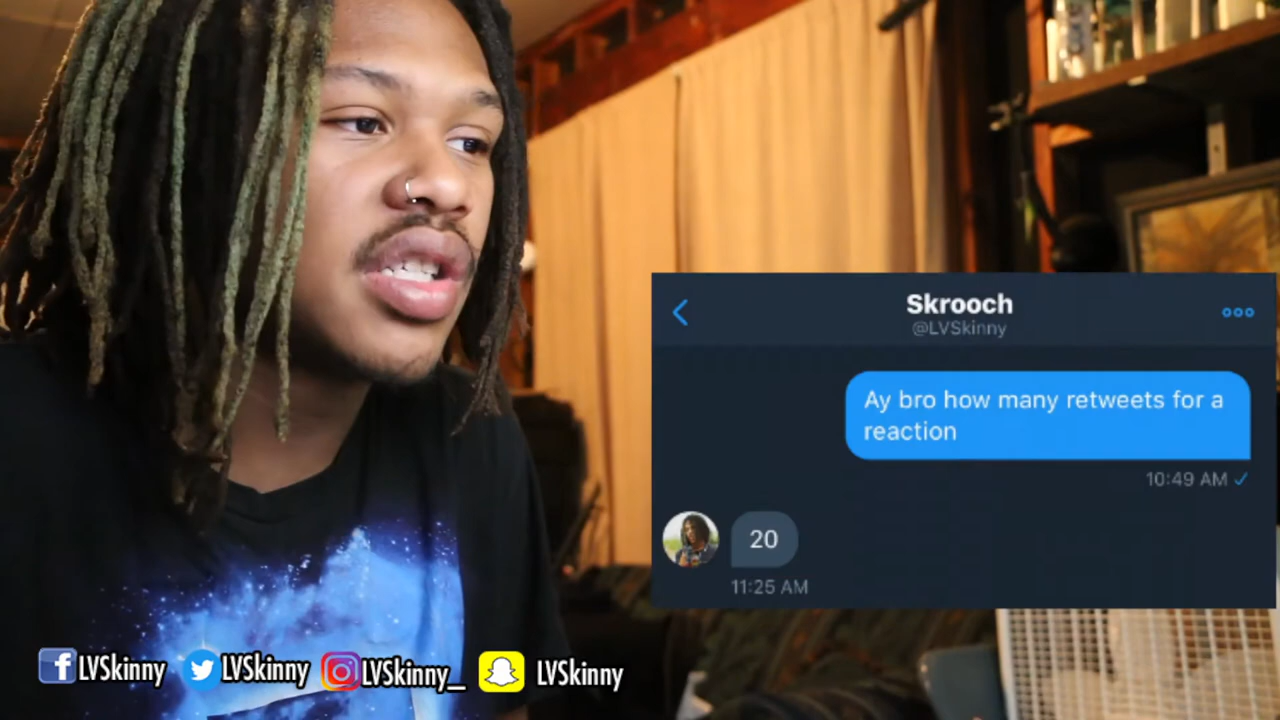 Skrooch
@LVSkinny
Ay bro how many retweets for a
reaction
10:49 AM
20
11:25 AM
LVSkinny LVSkinny LVSkinny_ LVSkinny